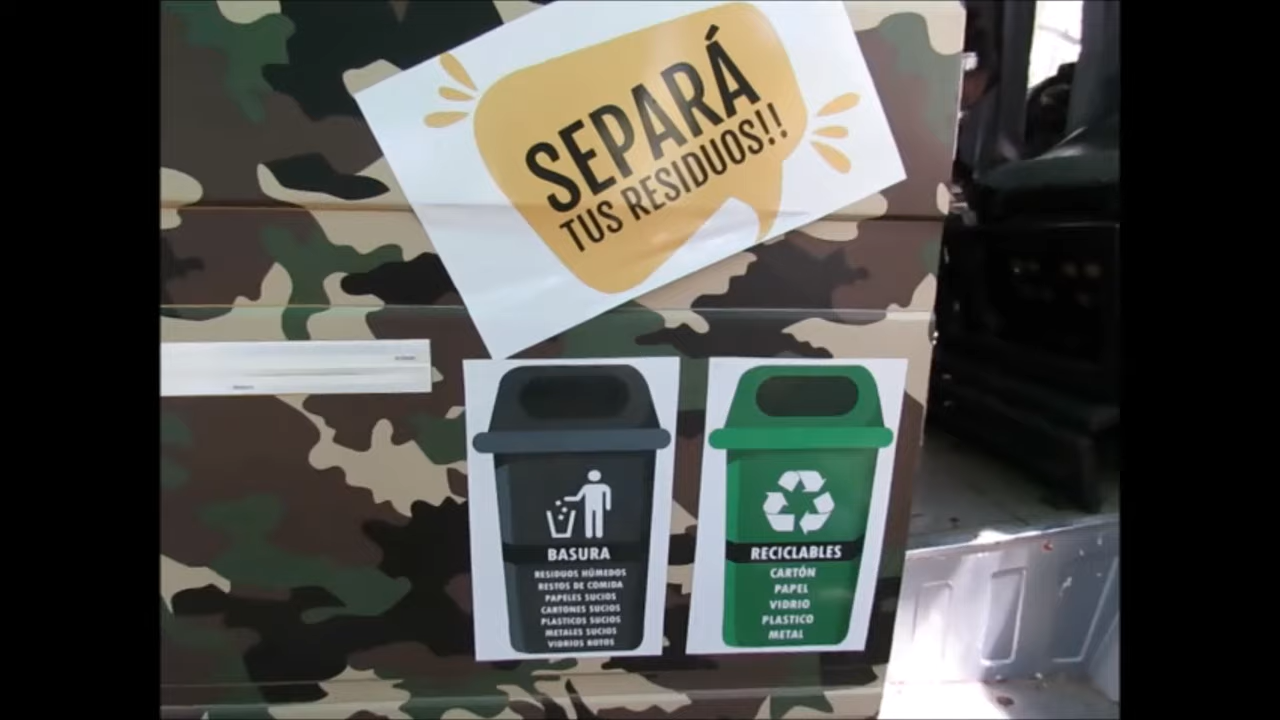 SEPARÁ
TUS RESIDUOS!!
BASURA
RESIDUOS HÚMEDOS
RESTOS DE COMIDA
PAPELES SUCIOS
CARTONES SUCIOS
PLASTICOS SUCIOS
METALES SUCIOS
VIDRIOS ROTOS
RECICLABLES
CARTÓN
PAPEL
VIDRIO
PLASTICO
METAL